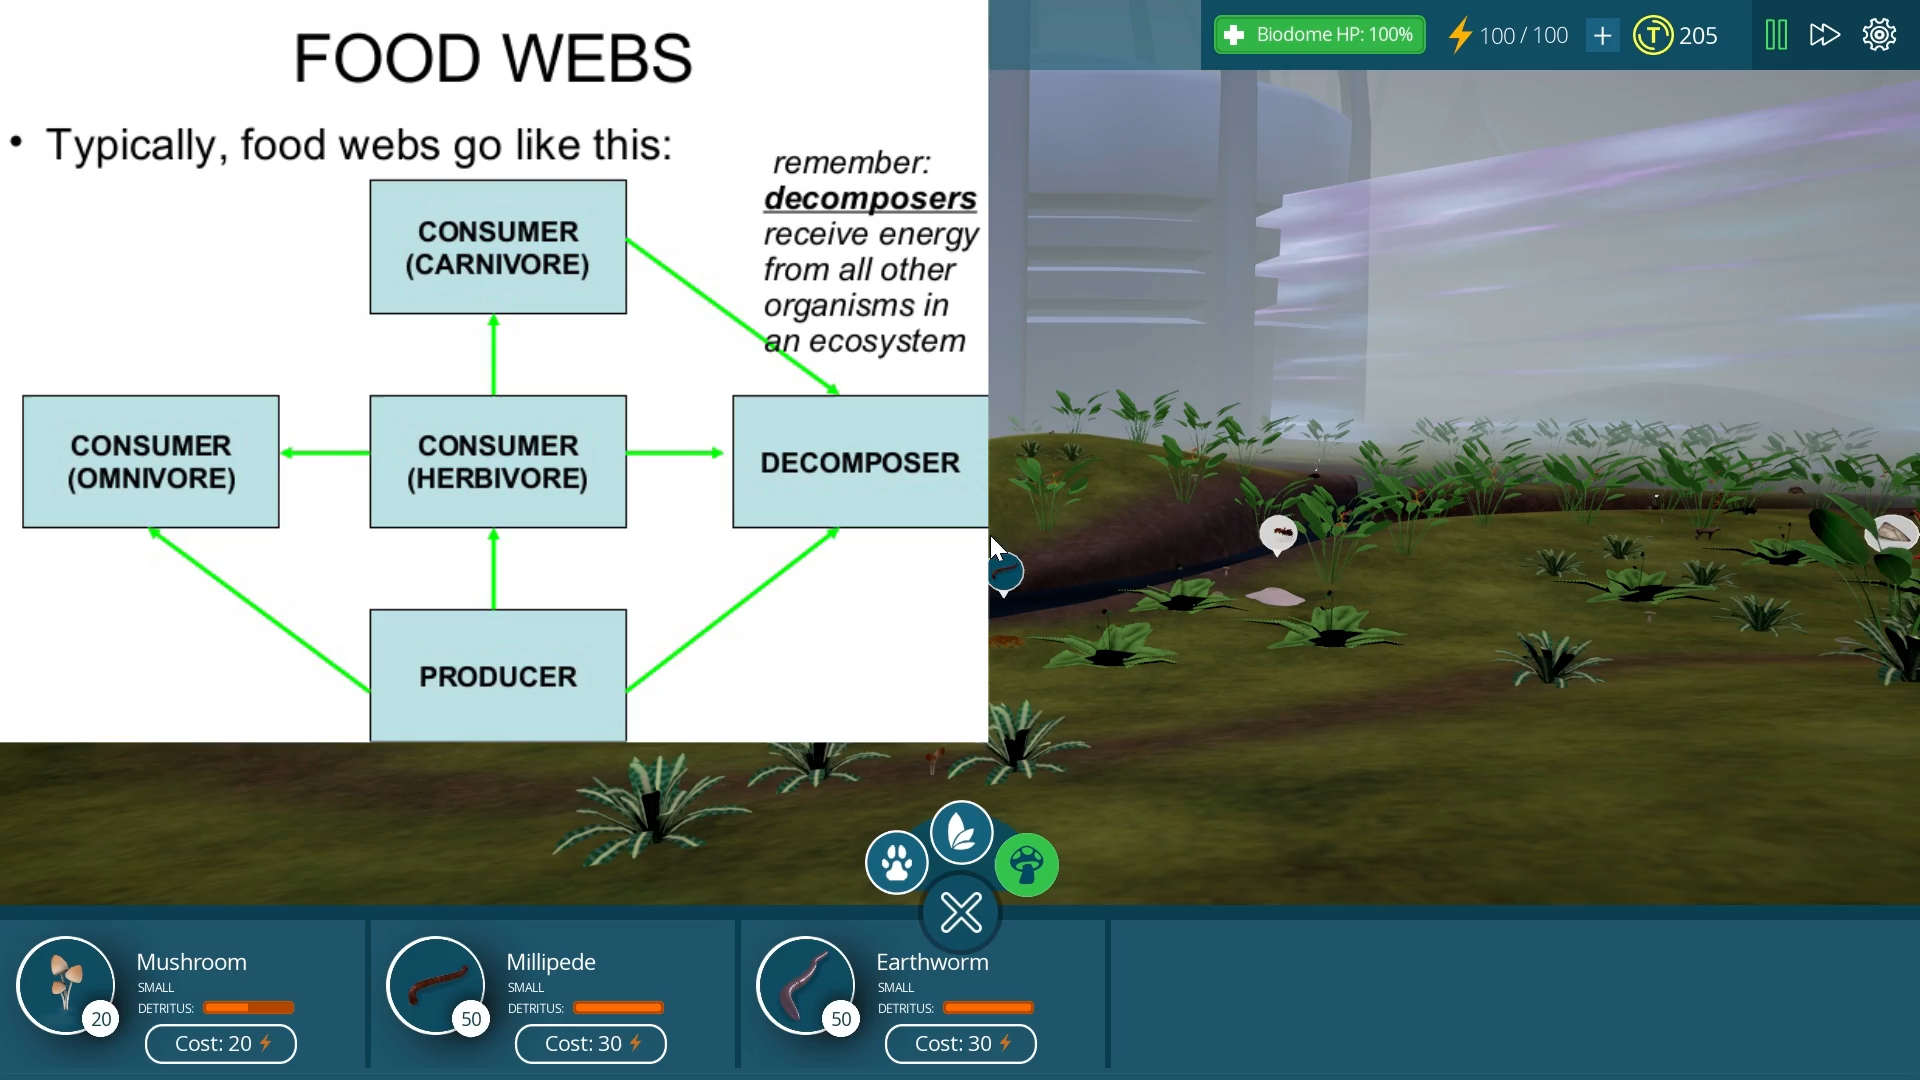 FOOD WEBS
• Typically, food webs go like this:
remember:
decomposers
receive energy
from all other
organisms in
an ecosystem
CONSUMER
(CARNIVORE)
CONSUMER
(OMNIVORE)
CONSUMER
(HERBIVORE)
DECOMPOSER
PRODUCER
Biodome HP: 100%
100 / 100
+
T
205
Mushroom
SMALL
DETRITUS:
20
Cost: 20
Millipede
SMALL
DETRITUS:
50
Cost: 30
Earthworm
SMALL
DETRITUS:
50
Cost: 30